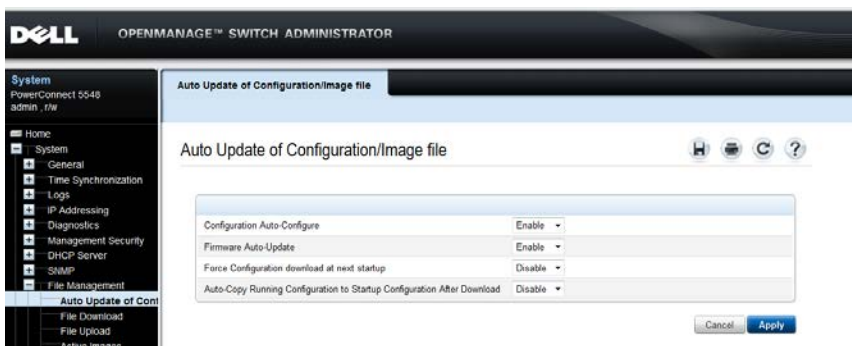 DELL
OPENMANAGE™ SWITCH ADMINISTRATOR
System
PowerConnect 5548
admin , r/w
Auto Update of Configuration/Image file
Home
System
General
Time Synchronization
Logs
IP Addressing
Diagnostics
Management Security
DHCP Server
SNMP
File Management
Auto Update of Conf
File Download
File Upload
Active Images
Auto Update of Configuration/Image file
?
Configuration Auto-Configure Enable
Firmware Auto-Update Enable
Force Configuration download at next startup Disable
Auto-Copy Running Configuration to Startup Configuration After Download Disable
Cancel Apply